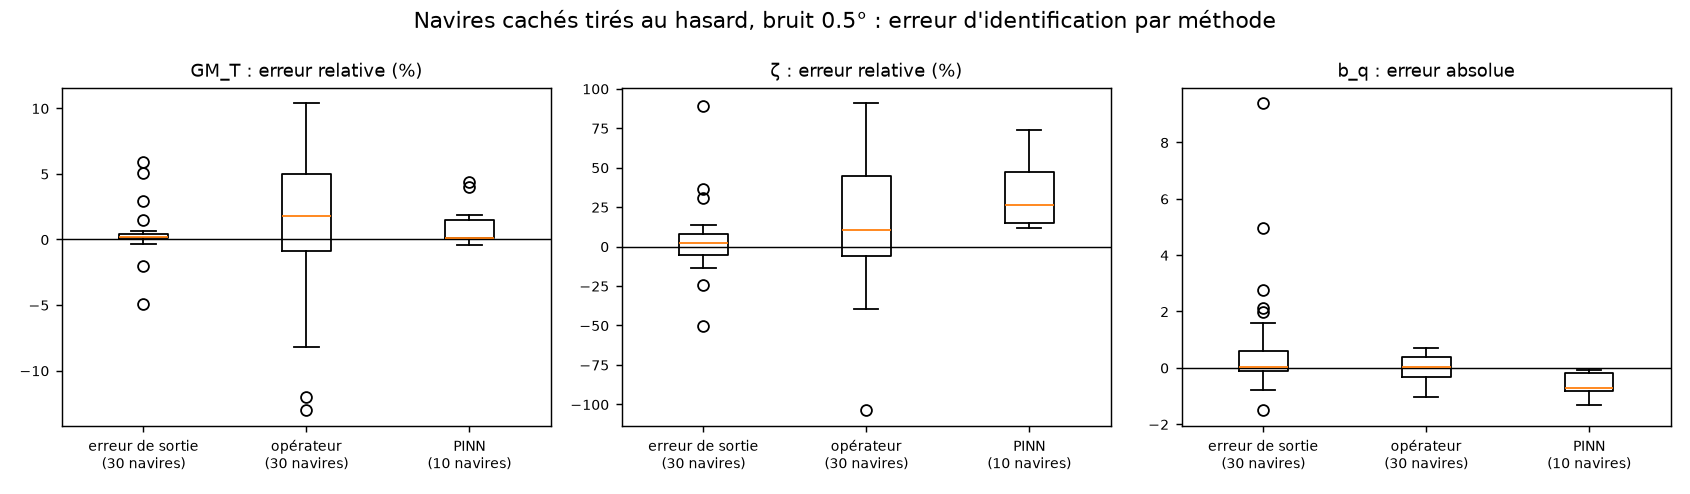 Navires cachés tirés au hasard, bruit 0.5° : erreur d'identification par méthode
GM_T : erreur relative (%)
10
5
0
−5
−10
erreur de sortie
(30 navires)
opérateur
(30 navires)
PINN
(10 navires)
ζ : erreur relative (%)
100
75
50
25
0
−25
−50
−75
−100
erreur de sortie
(30 navires)
opérateur
(30 navires)
PINN
(10 navires)
b_q : erreur absolue
8
6
4
2
0
−2
erreur de sortie
(30 navires)
opérateur
(30 navires)
PINN
(10 navires)